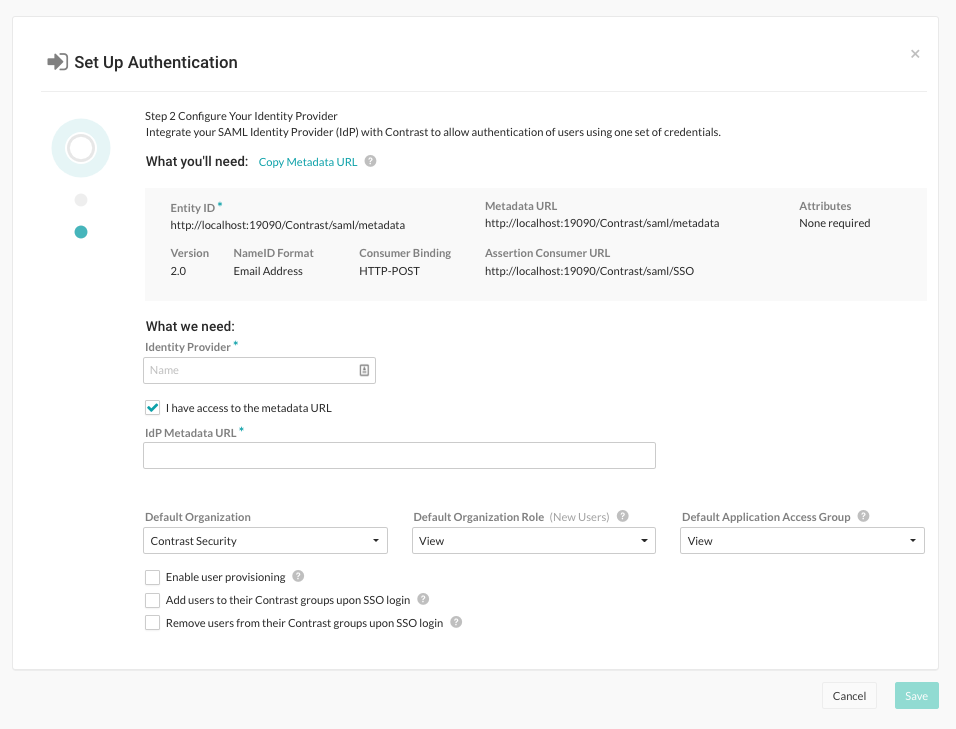 Set Up Authentication
×
Step 2 Configure Your Identity Provider
Integrate your SAML Identity Provider (IdP) with Contrast to allow authentication of users using one set of credentials.
What you'll need: Copy Metadata URL ?
Entity ID * Metadata URL Attributes
http://localhost:19090/Contrast/saml/metadata http://localhost:19090/Contrast/saml/metadata None required
Version NameID Format Consumer Binding Assertion Consumer URL
2.0 Email Address HTTP-POST http://localhost:19090/Contrast/saml/SSO
What we need:
Identity Provider *
Name
I have access to the metadata URL
IdP Metadata URL *
Default Organization Default Organization Role (New Users) ? Default Application Access Group ?
Contrast Security View View
Enable user provisioning ?
Add users to their Contrast groups upon SSO login ?
Remove users from their Contrast groups upon SSO login ?
Cancel Save